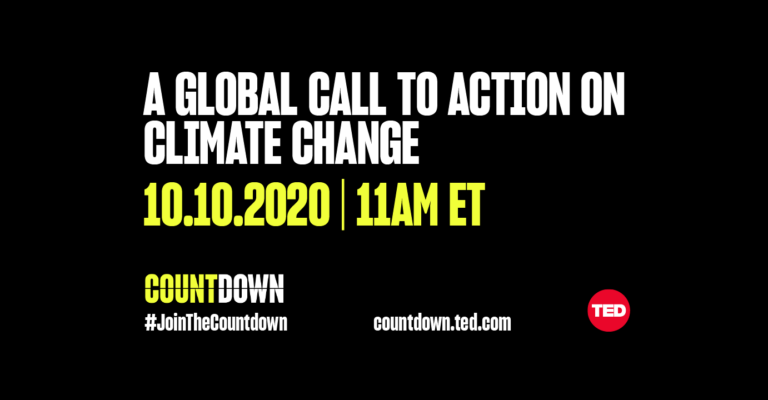 A GLOBAL CALL TO ACTION ON
CLIMATE CHANGE
10.10.2020 | 11AM ET
COUNTDOWN
#JoinTheCountdown
countdown.ted.com
TED